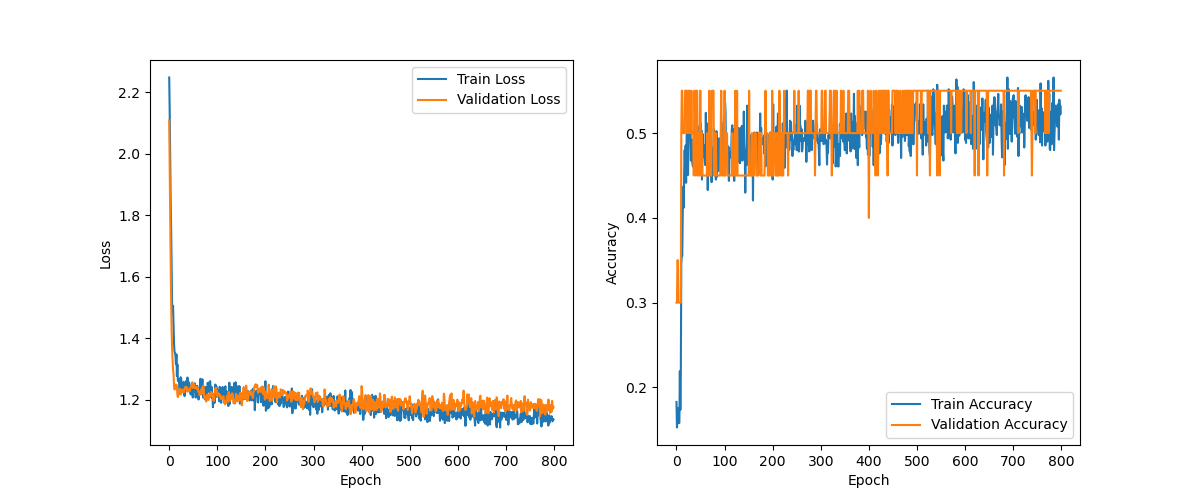 Train Loss
Validation Loss
2.2
2.0
1.8
1.6
1.4
1.2
Loss
0 100 200 300 400 500 600 700 800
Epoch
0.5
0.4
0.3
0.2
Accuracy
Train Accuracy
Validation Accuracy
0 100 200 300 400 500 600 700 800
Epoch